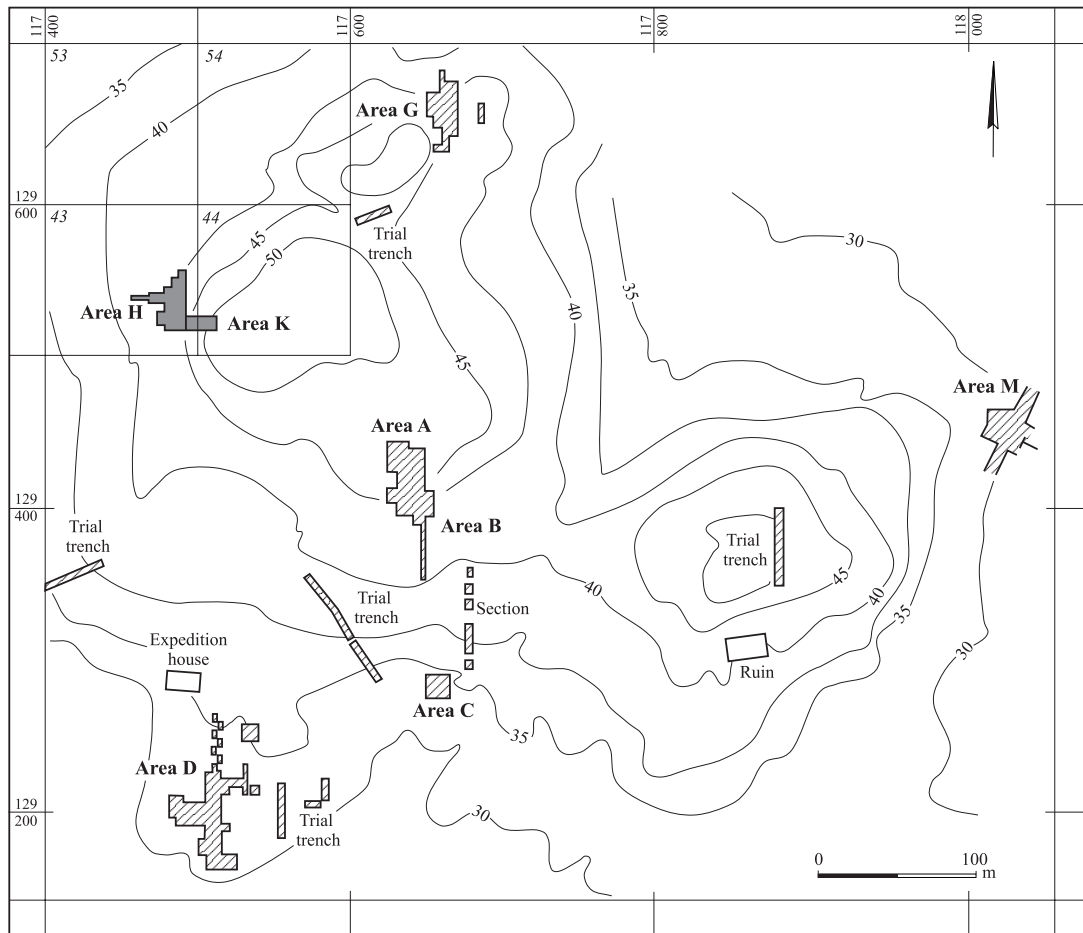 117
400
117
600
117
800
118
000
53
54
35
40
Area G
129
600
43
44
Trial
trench
45
50
30
35
40
Area H
Area K
45
Area M
Area A
129
400
Area B
Trial
trench
Trial
trench
45
40
40
35
Trial
trench
Section
Expedition
house
Ruin
30
Area C
35
Area D
129
200
30
Trial
trench
0
100
m